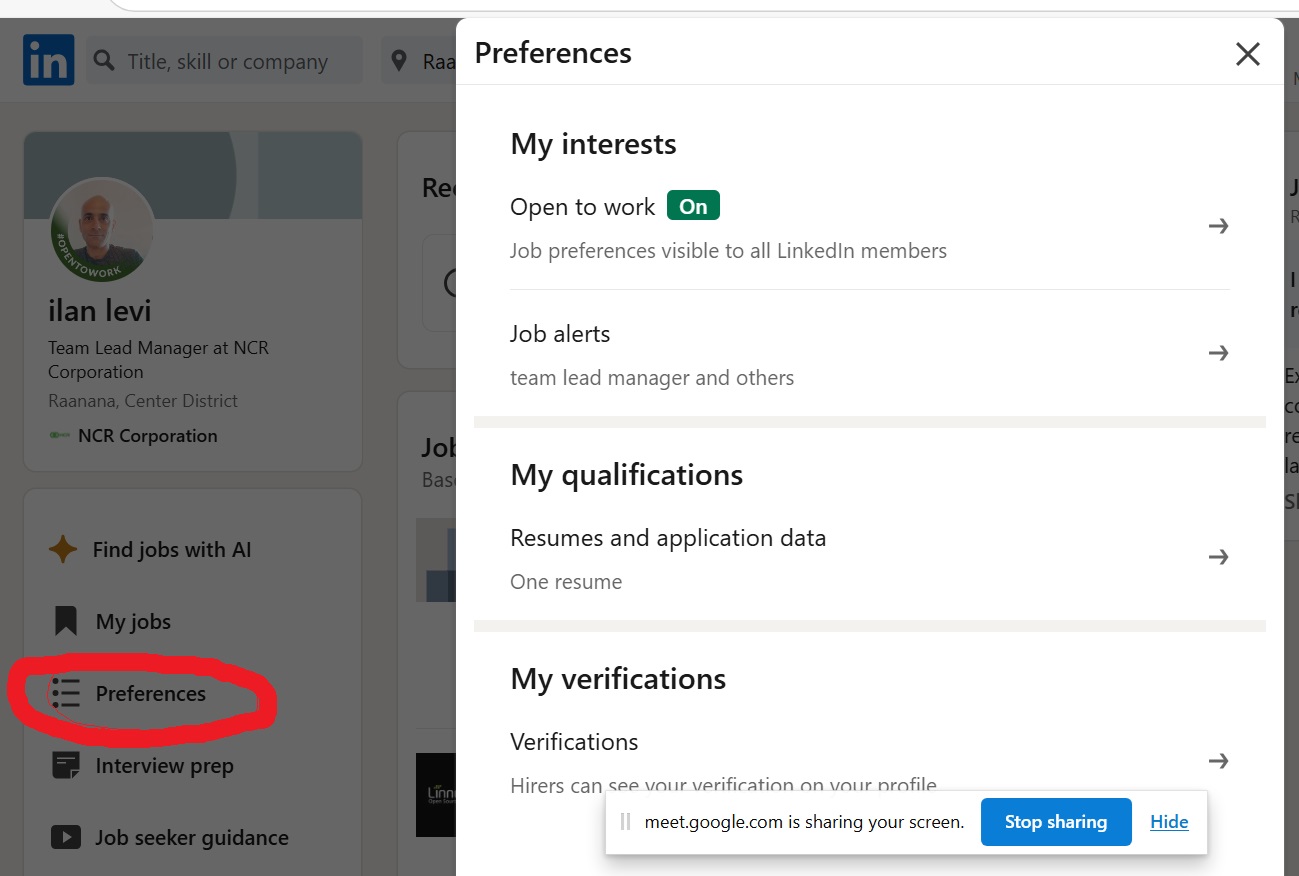 in
Title, skill or company
Raa
Preferences
#OPENTOWORK
ilan levi
Team Lead Manager at NCR
Corporation
Raanana, Center District
NCR Corporation
Find jobs with AI
My jobs
Preferences
Interview prep
Job seeker guidance
Job
Base
My interests
Open to work On
Job preferences visible to all LinkedIn members
Job alerts
team lead manager and others
My qualifications
Resumes and application data
One resume
My verifications
Verifications
Hirers can see your verification on your profile
meet.google.com is sharing your screen.
Stop sharing
Hide